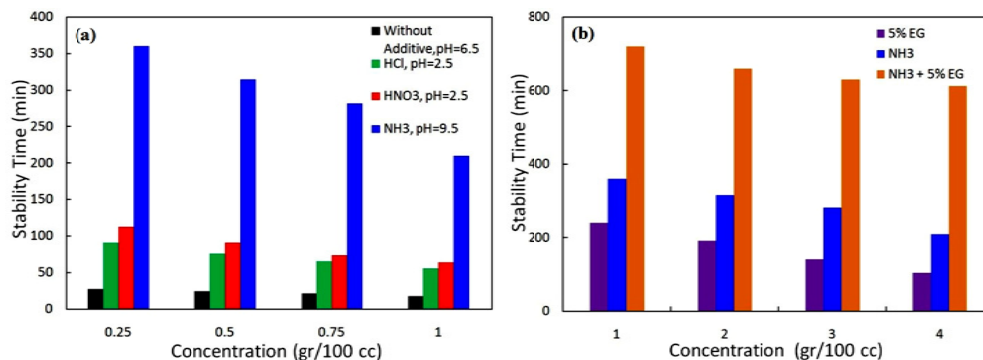 (a)
Stability Time (min)
400
350
300
250
200
150
100
50
0
Without
Additive,pH=6.5
HCl, pH=2.5
HNO3, pH=2.5
NH3, pH=9.5
0.25 0.5 0.75 1
Concentration (gr/100 cc)
(b)
Stability Time (min)
800
600
400
200
0
5% EG
NH3
NH3 + 5% EG
1 2 3 4
Concentration (gr/100 cc)